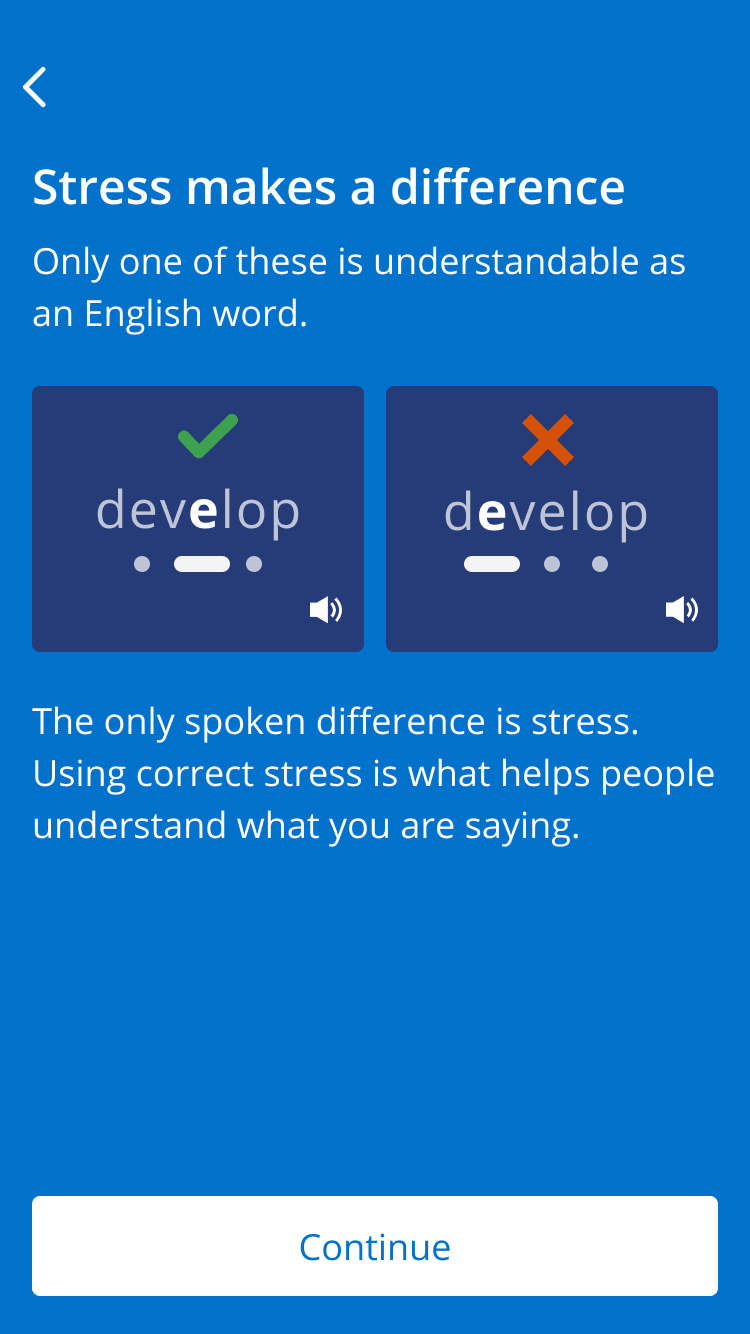 Stress makes a difference
Only one of these is understandable as
an English word.
develop
develop
The only spoken difference is stress.
Using correct stress is what helps people
understand what you are saying.
Continue